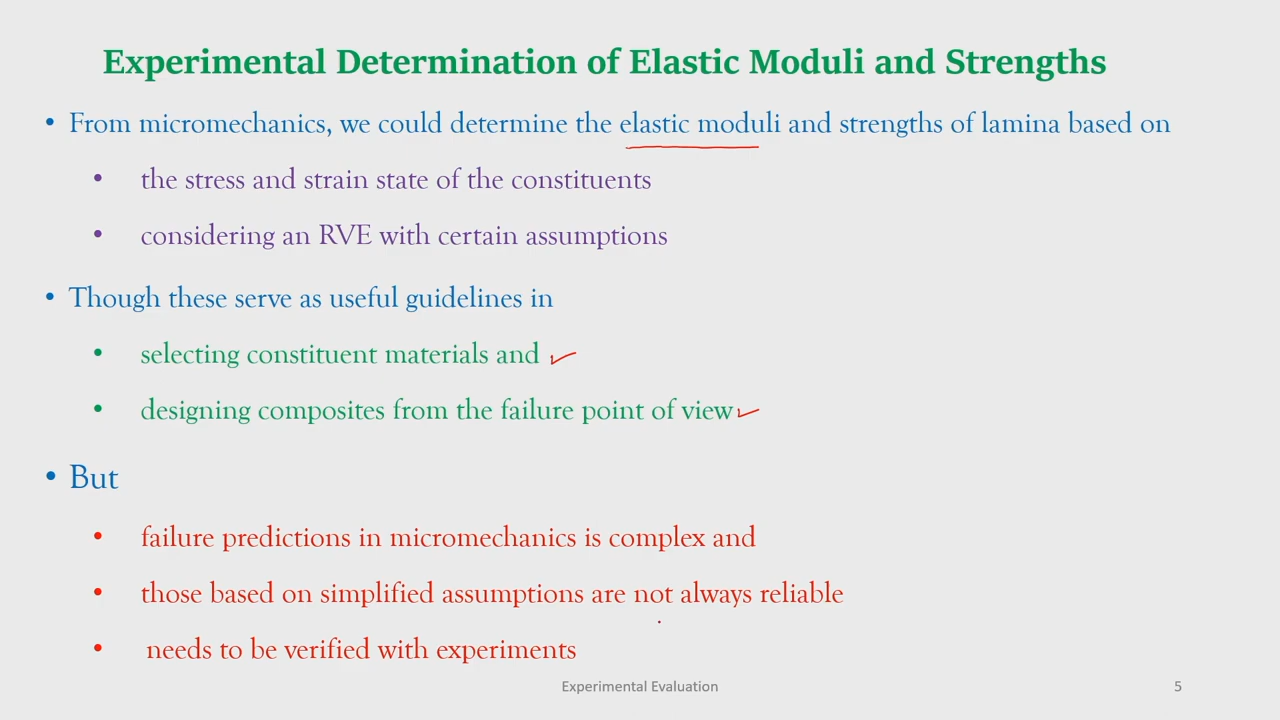 Experimental Determination of Elastic Moduli and Strengths
• From micromechanics, we could determine the elastic moduli and strengths of lamina based on
• the stress and strain state of the constituents
• considering an RVE with certain assumptions
• Though these serve as useful guidelines in
• selecting constituent materials and
• designing composites from the failure point of view
• But
• failure predictions in micromechanics is complex and
• those based on simplified assumptions are not always reliable
• needs to be verified with experiments
Experimental Evaluation
5